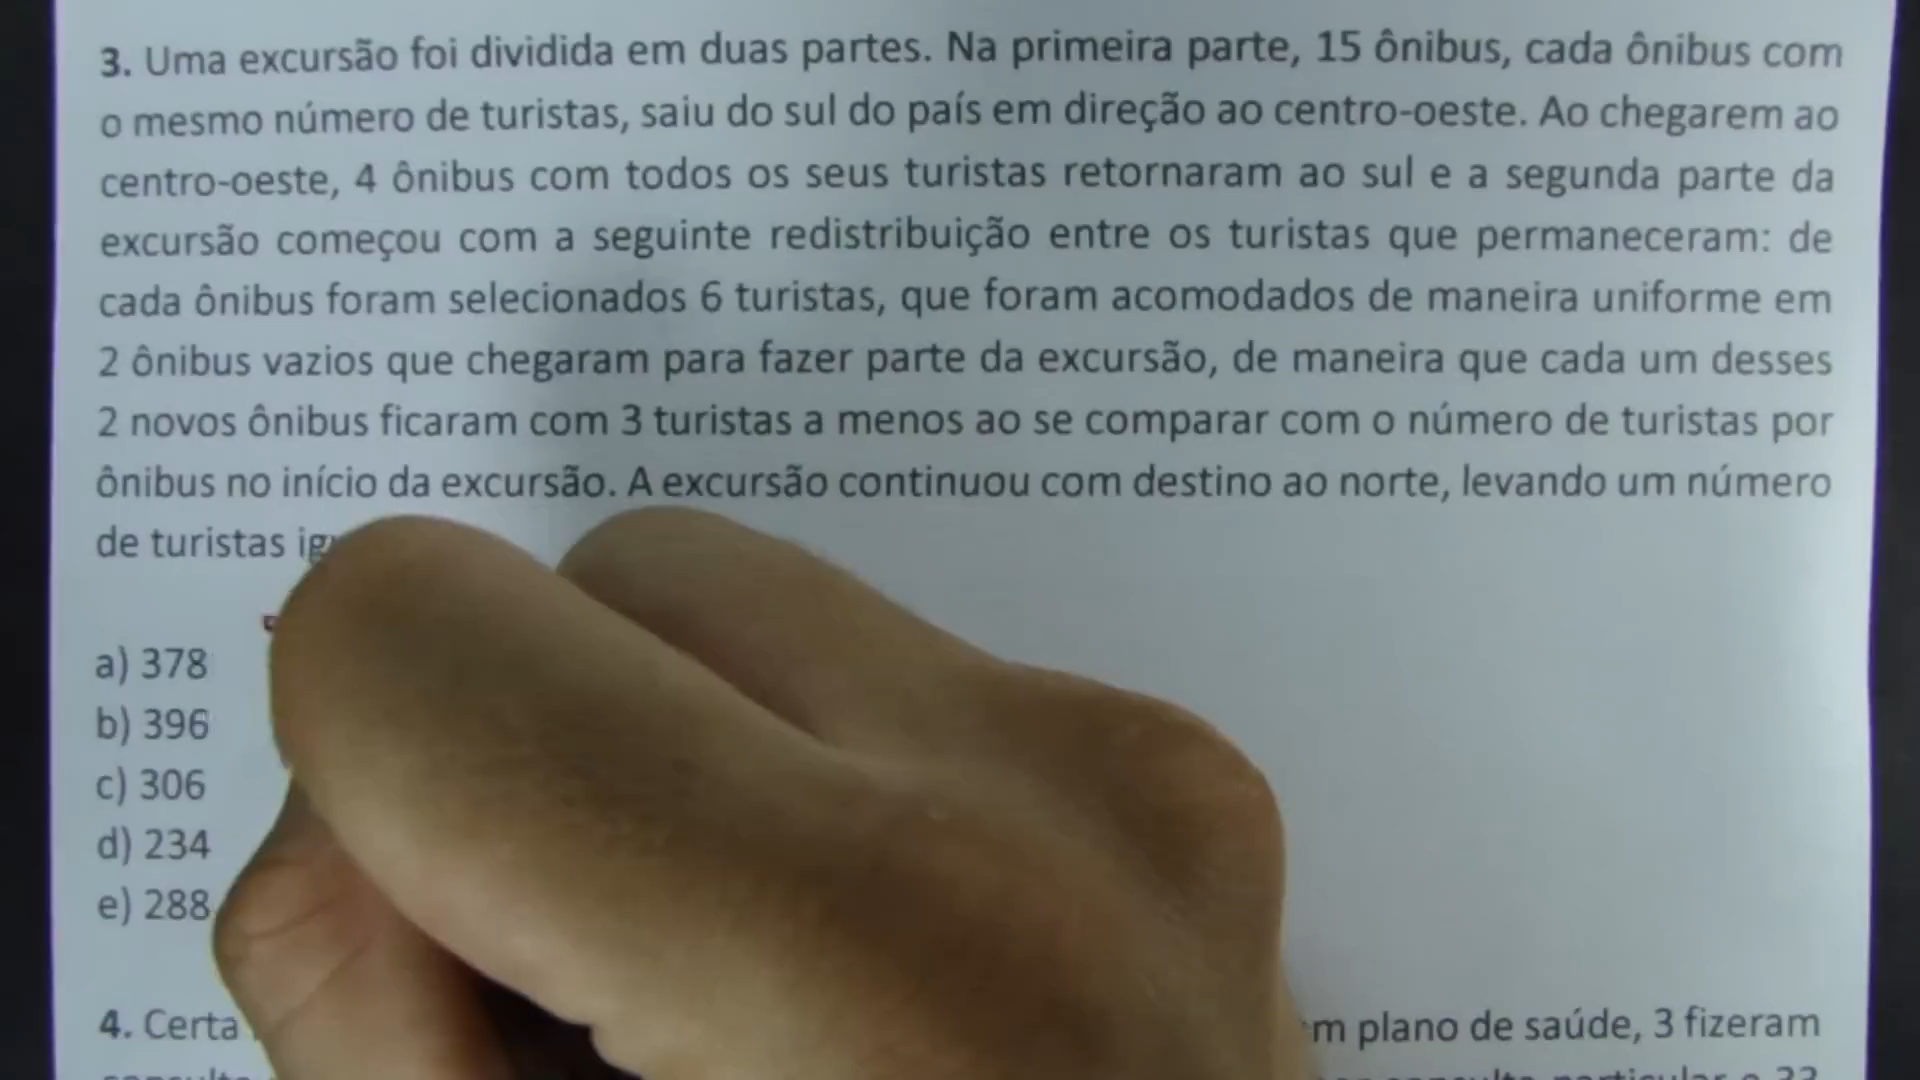 3. Uma excursão foi dividida em duas partes. Na primeira parte, 15 ônibus, cada ônibus com
o mesmo número de turistas, saiu do sul do país em direção ao centro-oeste. Ao chegarem ao
centro-oeste, 4 ônibus com todos os seus turistas retornaram ao sul e a segunda parte da
excursão começou com a seguinte redistribuição entre os turistas que permaneceram: de
cada ônibus foram selecionados 6 turistas, que foram acomodados de maneira uniforme em
2 ônibus vazios que chegaram para fazer parte da excursão, de maneira que cada um desses
2 novos ônibus ficaram com 3 turistas a menos ao se comparar com o número de turistas por
ônibus no início da excursão. A excursão continuou com destino ao norte, levando um número
de turistas
a) 378
b) 396
c) 306
d) 234
e) 288
4. Certa
plano de saúde, 3 fizeram